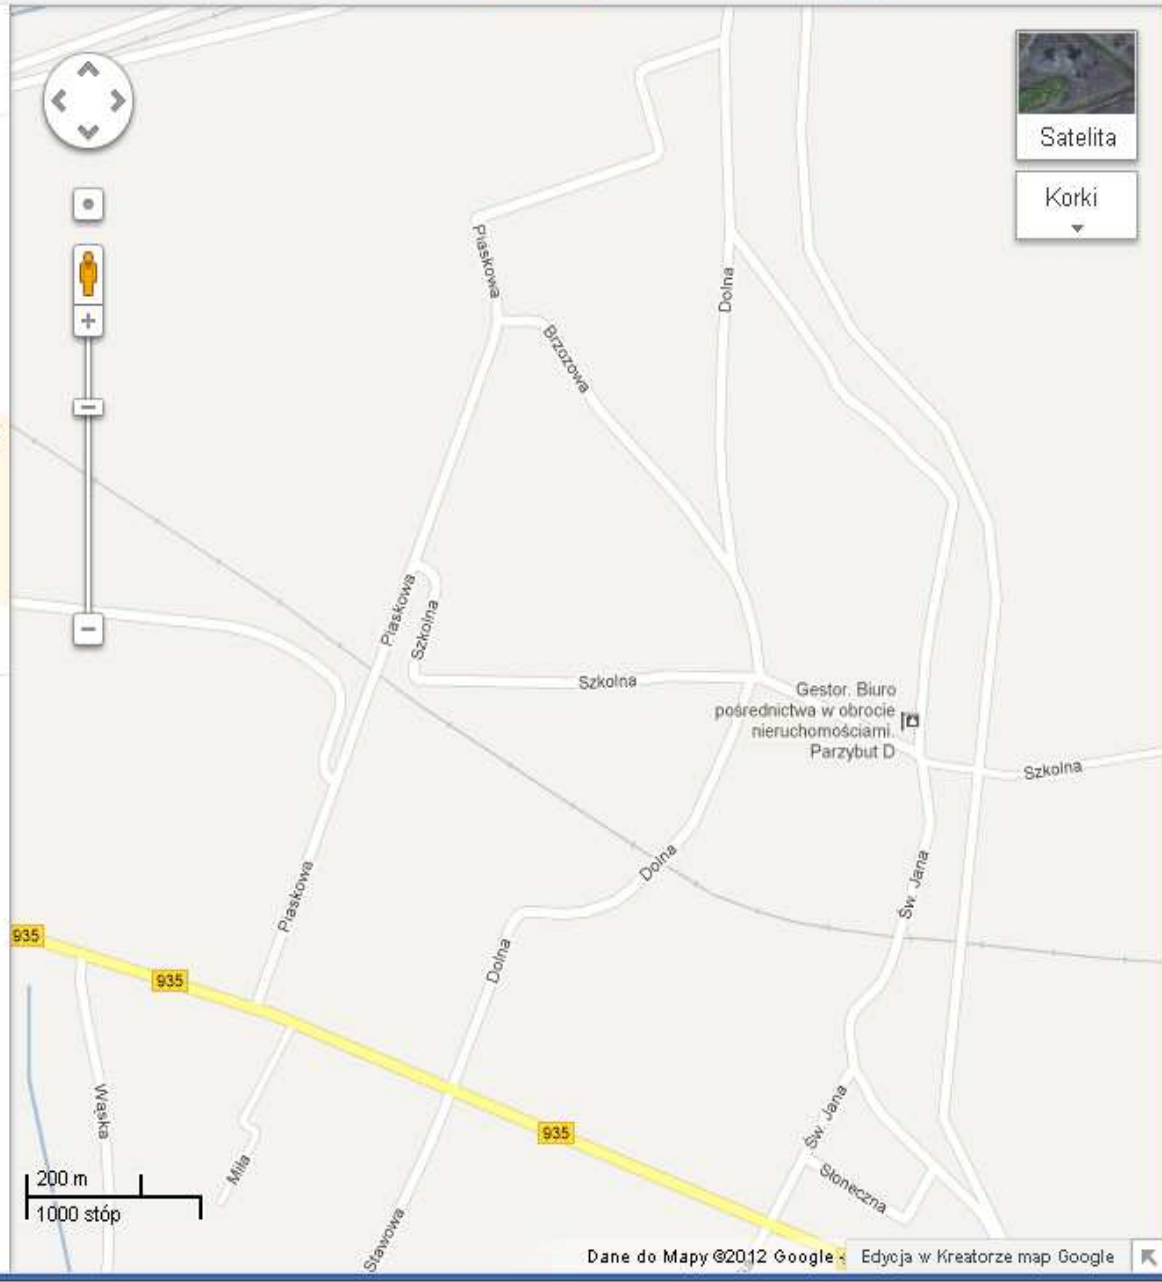 Satelita
Korki
Piaskowa
Dolna
Brzozowa
Piaskowa
Szkolna
Szkolna
Gestor. Biuro
pośrednictwa w obrocie
nieruchomościami.
Parzybut D
Szkolna
Piaskowa
Dolna
Św. Jana
935
935
Dolna
Wąska
Miła
935
Św. Jana
Słoneczna
Stawowa
200 m
1000 stóp
Dane do Mapy ©2012 Google -
Edycja w Kreatorze map Google